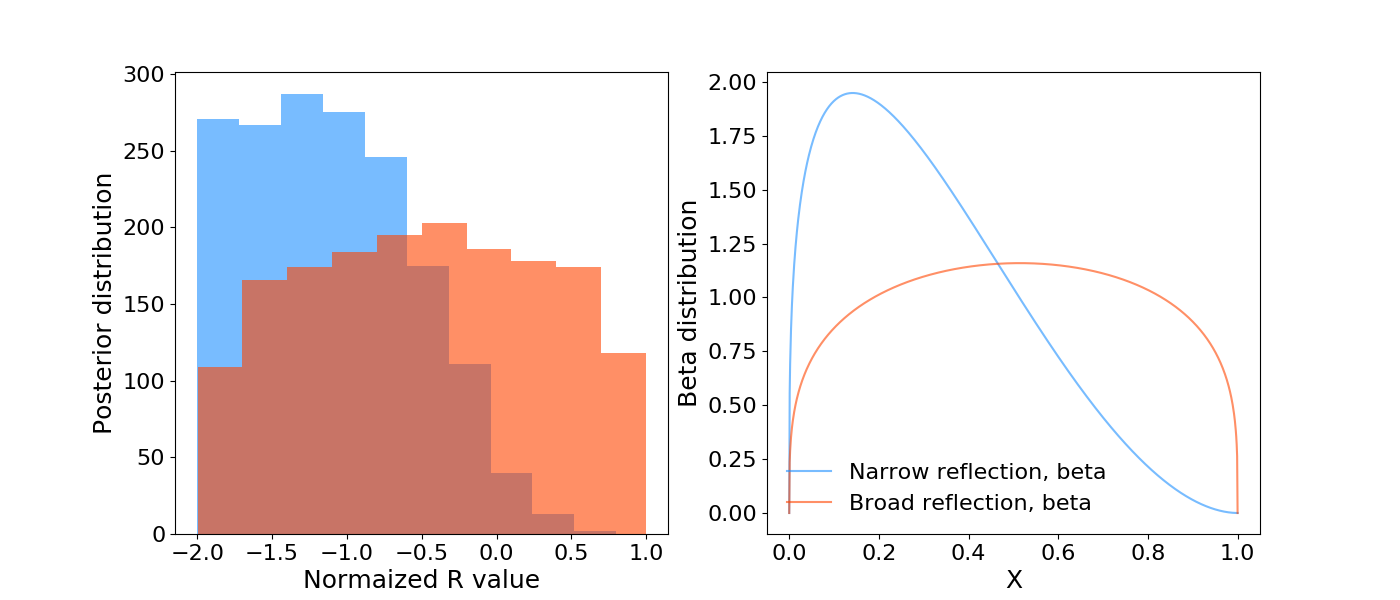 300
250
200
150
100
50
0
−2.0 −1.5 −1.0 −0.5 0.0 0.5 1.0
Normaized R value
Posterior distribution
2.00
1.75
1.50
1.25
1.00
0.75
0.50
0.25
0.00
0.0 0.2 0.4 0.6 0.8 1.0
X
Beta distribution
Narrow reflection, beta
Broad reflection, beta